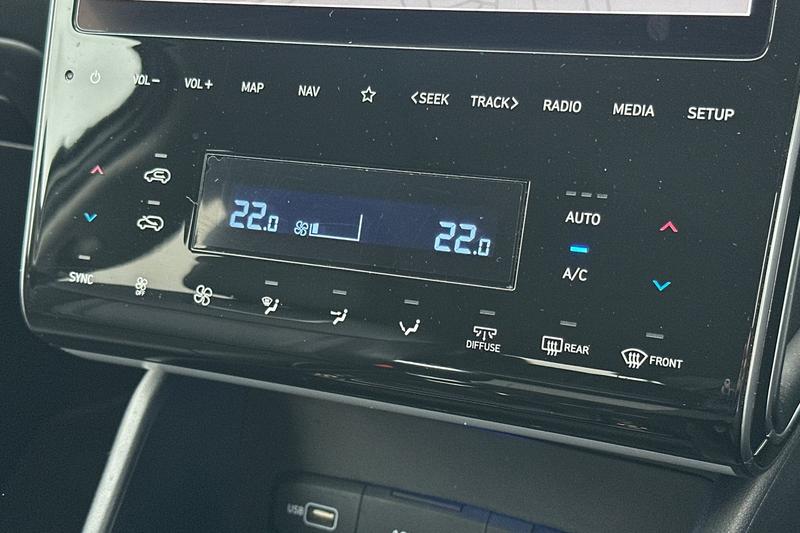 VOL− VOL+ MAP NAV <SEEK TRACK> RADIO MEDIA SETUP
22.0 22.0
AUTO
A/C
SYNC
OFF
DIFFUSE
REAR
FRONT
USB